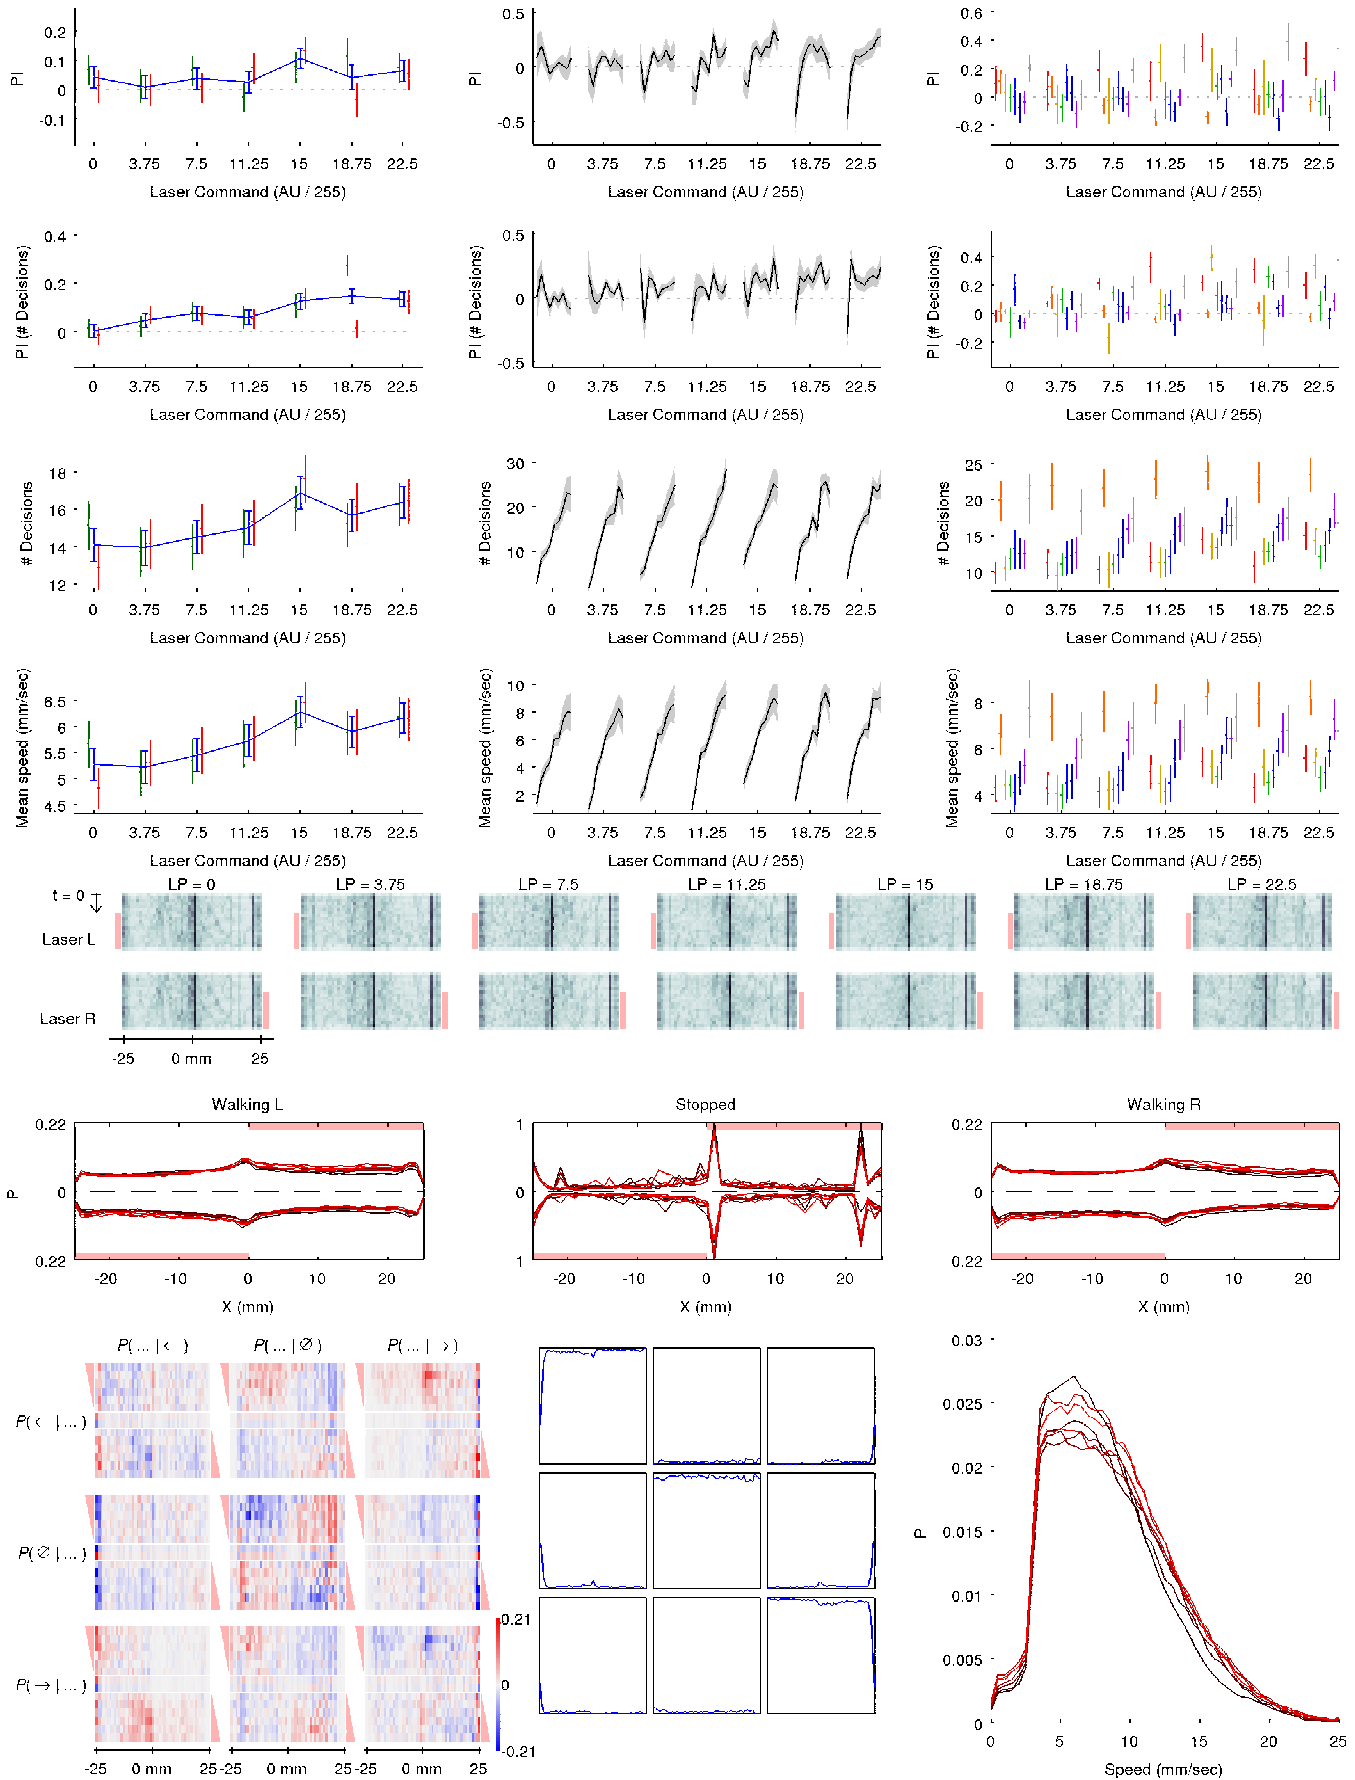 0.2
0.1
0
-0.1
PI
0 3.75 7.5 11.25 15 18.75 22.5
Laser Command (AU / 255)
0.5
0
-0.5
PI
0 3.75 7.5 11.25 15 18.75 22.5
Laser Command (AU / 255)
0.6
0.4
0.2
0
-0.2
PI
0 3.75 7.5 11.25 15 18.75 22.5
Laser Command (AU / 255)
0.4
0.2
0
PI (# Decisions)
0 3.75 7.5 11.25 15 18.75 22.5
Laser Command (AU / 255)
0.5
0
-0.5
PI (# Decisions)
0 3.75 7.5 11.25 15 18.75 22.5
Laser Command (AU / 255)
0.4
0.2
0
-0.2
PI (# Decisions)
0 3.75 7.5 11.25 15 18.75 22.5
Laser Command (AU / 255)
18
16
14
12
# Decisions
0 3.75 7.5 11.25 15 18.75 22.5
Laser Command (AU / 255)
30
20
10
# Decisions
0 3.75 7.5 11.25 15 18.75 22.5
Laser Command (AU / 255)
25
20
15
10
# Decisions
0 3.75 7.5 11.25 15 18.75 22.5
Laser Command (AU / 255)
6.5
6
5.5
5
4.5
Mean speed (mm/sec)
0 3.75 7.5 11.25 15 18.75 22.5
Laser Command (AU / 255)
10
8
6
4
2
Mean speed (mm/sec)
0 3.75 7.5 11.25 15 18.75 22.5
Laser Command (AU / 255)
8
6
4
Mean speed (mm/sec)
0 3.75 7.5 11.25 15 18.75 22.5
Laser Command (AU / 255)
LP = 0 LP = 3.75 LP = 7.5 LP = 11.25 LP = 15 LP = 18.75 LP = 22.5
t = 0 ↓
Laser L
Laser R
-25 0 mm 25
Walking L
0.22
0
0.22
P
-20 -10 0 10 20
X (mm)
Stopped
1
0
1
-20 -10 0 10 20
X (mm)
Walking R
0.22
0
0.22
-20 -10 0 10 20
X (mm)
P( ... | ← ) P( ... | ∅ ) P( ... | → )
P( ← | ... )
P( ∅ | ... )
P( → | ... )
0.21
0
-0.21
-25 0 mm 25 -25 0 mm 25 -25 0 mm 25
0.03
0.025
0.02
0.015
0.01
0.005
0
P
0 5 10 15 20 25
Speed (mm/sec)